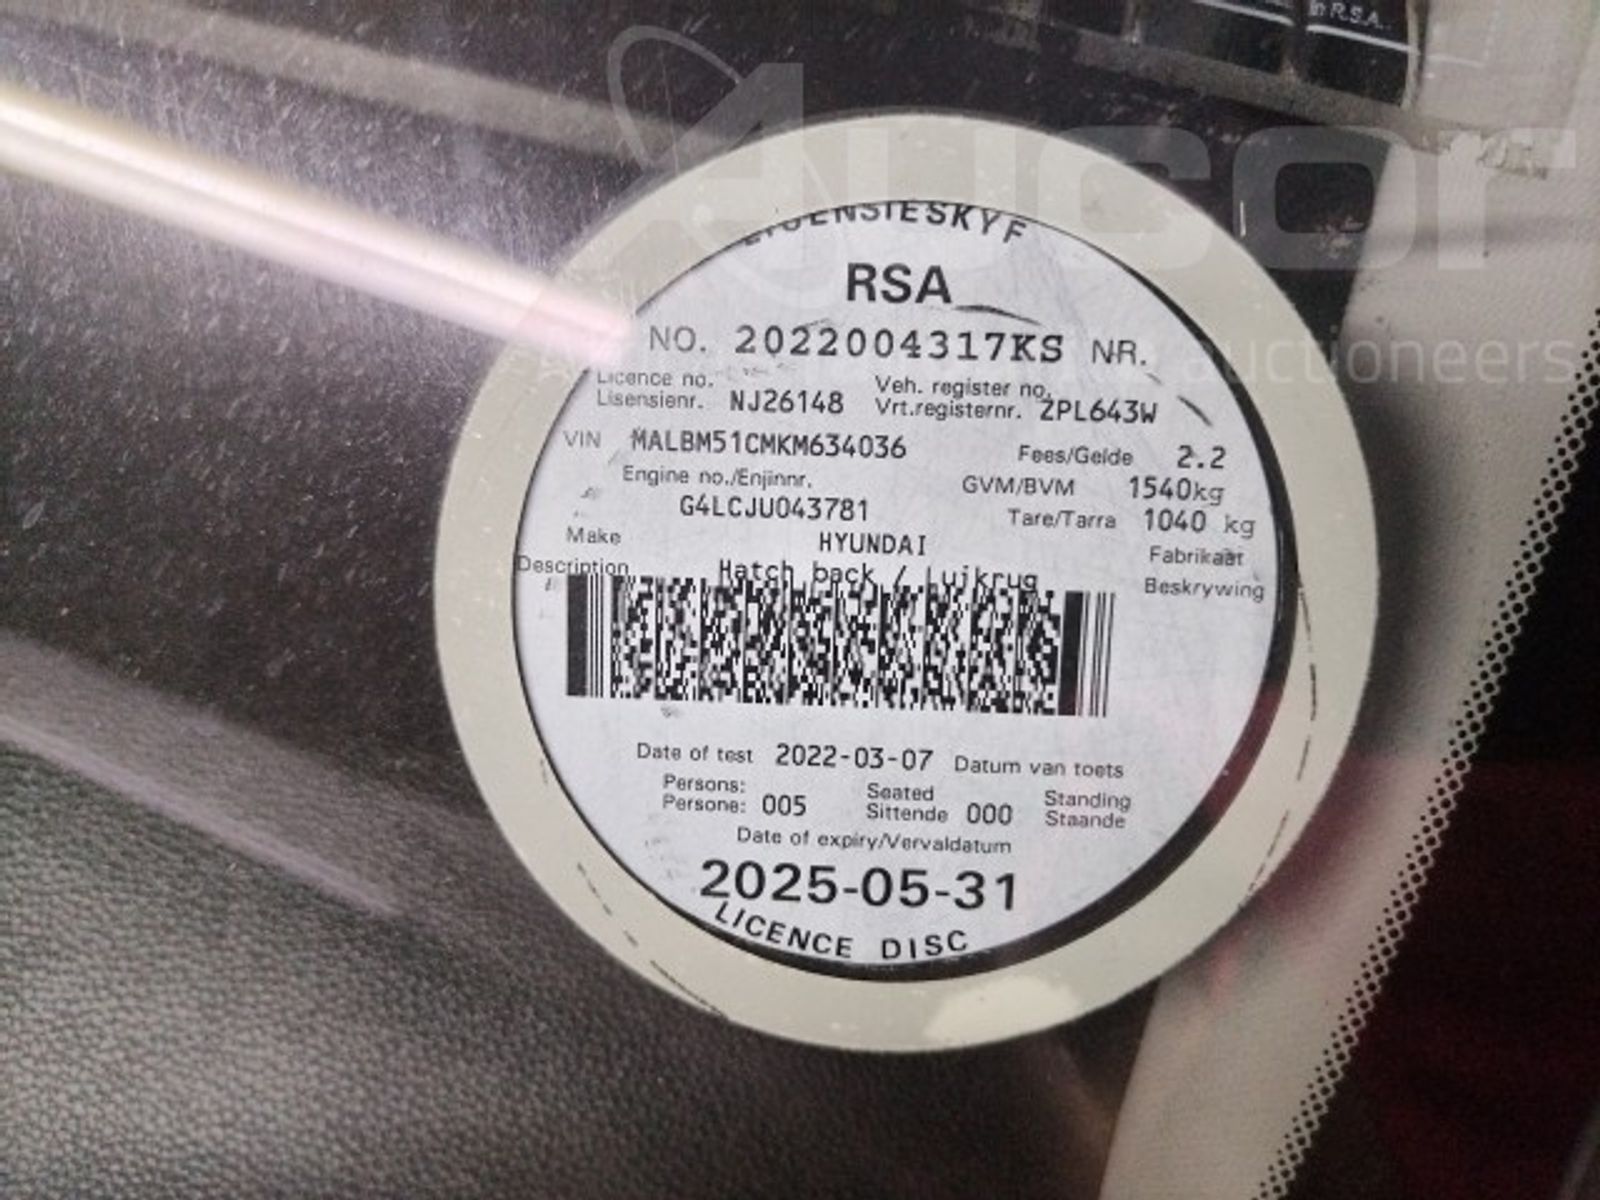 in R.S.A.
Aucor
auctioneers
LISENSIESKYF
RSA
NO. 2022004317KS NR.
Licence no. Veh. register no.
Lisensienr. NJ26148 Vrt.registernr. ZPL643W
VIN MALBM51CMKM634036 Fees/Gelde 2.2
Engine no./Enjinnr. GVM/BVM 1540kg
G4LCJU043781 Tare/Tarra 1040 kg
Make HYUNDAI Fabrikaat
Description Hatch back / Luikrug Beskrywing
Date of test 2022-03-07 Datum van toets
Persons: Seated Standing
Persone: 005 Sittende 000 Staande
Date of expiry/Vervaldatum
2025-05-31
LICENCE DISC